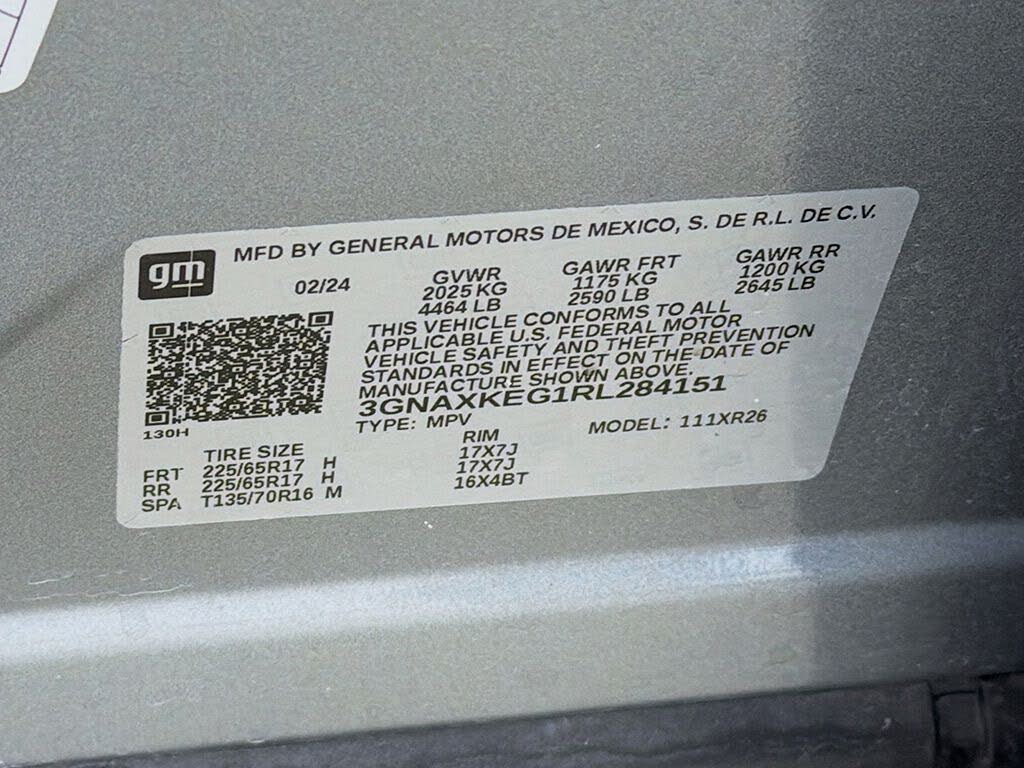 gm
MFD BY GENERAL MOTORS DE MEXICO, S. DE R.L. DE C.V.
02/24 GVWR GAWR FRT GAWR RR
2025 KG 1175 KG 1200 KG
4464 LB 2590 LB 2645 LB
THIS VEHICLE CONFORMS TO ALL
APPLICABLE U.S. FEDERAL MOTOR
VEHICLE SAFETY AND THEFT PREVENTION
STANDARDS IN EFFECT ON THE DATE OF
MANUFACTURE SHOWN ABOVE.
3GNAXKEG1RL284151
130H
TYPE: MPV MODEL: 111XR26
TIRE SIZE RIM
FRT 225/65R17 H 17X7J
RR 225/65R17 H 17X7J
SPA T135/70R16 M 16X4BT